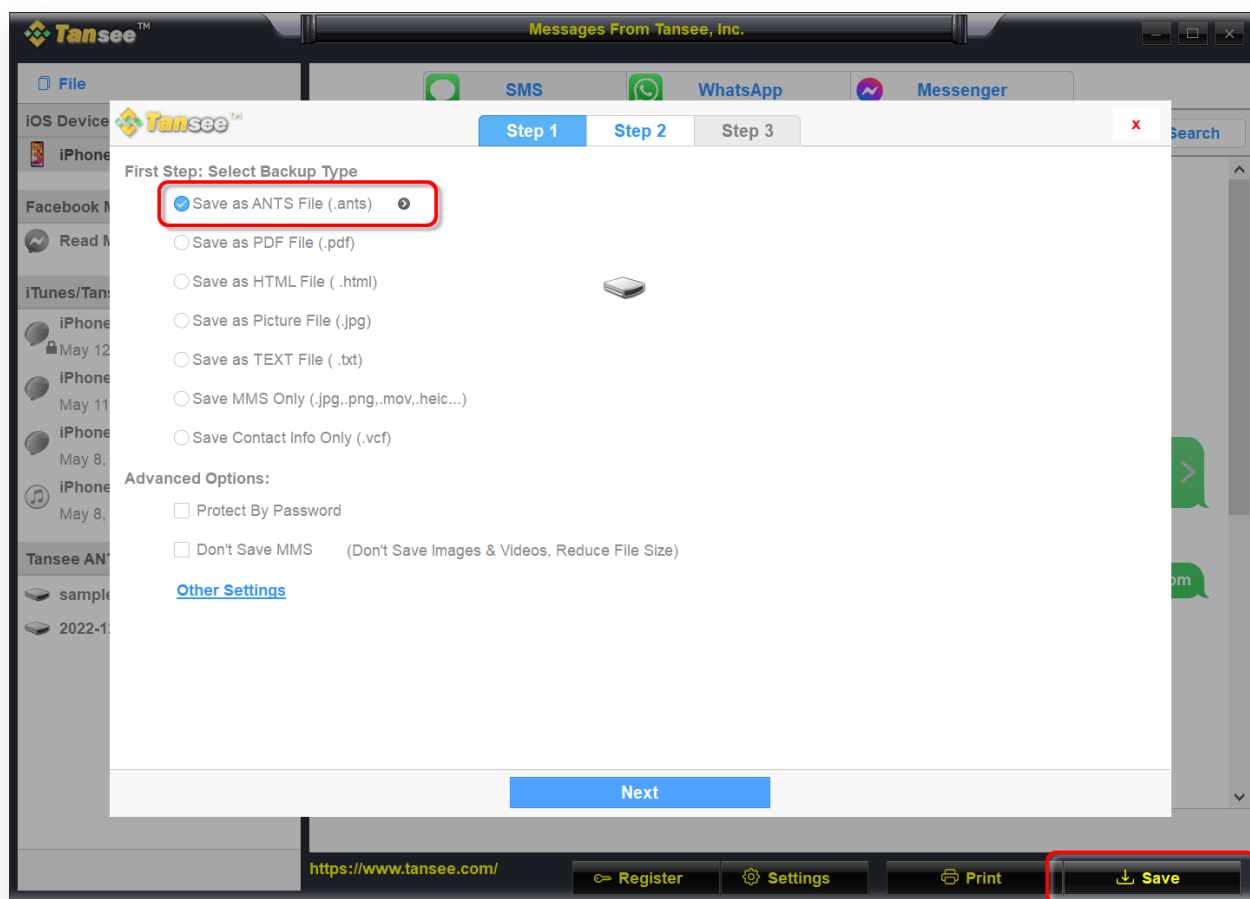 Tansee™
Messages From Tansee, Inc.
File
SMS
WhatsApp
Messenger
iOS Device
Search
iPhone
Facebook
Read
iTunes/
iPhone
May 12
iPhone
May 11
iPhone
May 8,
iPhone
May 8,
Tansee
sample
2022-1
Tansee™
Step 1
Step 2
Step 3
x
First Step: Select Backup Type
Save as ANTS File (.ants)
Save as PDF File (.pdf)
Save as HTML File ( .html)
Save as Picture File (.jpg)
Save as TEXT File ( .txt)
Save MMS Only (.jpg,.png,.mov,.heic...)
Save Contact Info Only (.vcf)
Advanced Options:
Protect By Password
Don't Save MMS (Don't Save Images & Videos, Reduce File Size)
Other Settings
om
Next
https://www.tansee.com/
Register
Settings
Print
Save